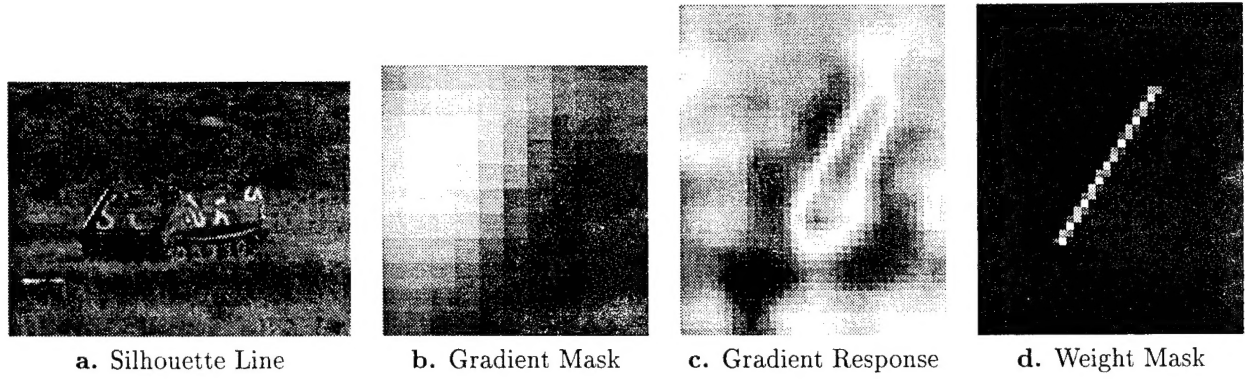 a. Silhouette Line
b. Gradient Mask
c. Gradient Response
d. Weight Mask